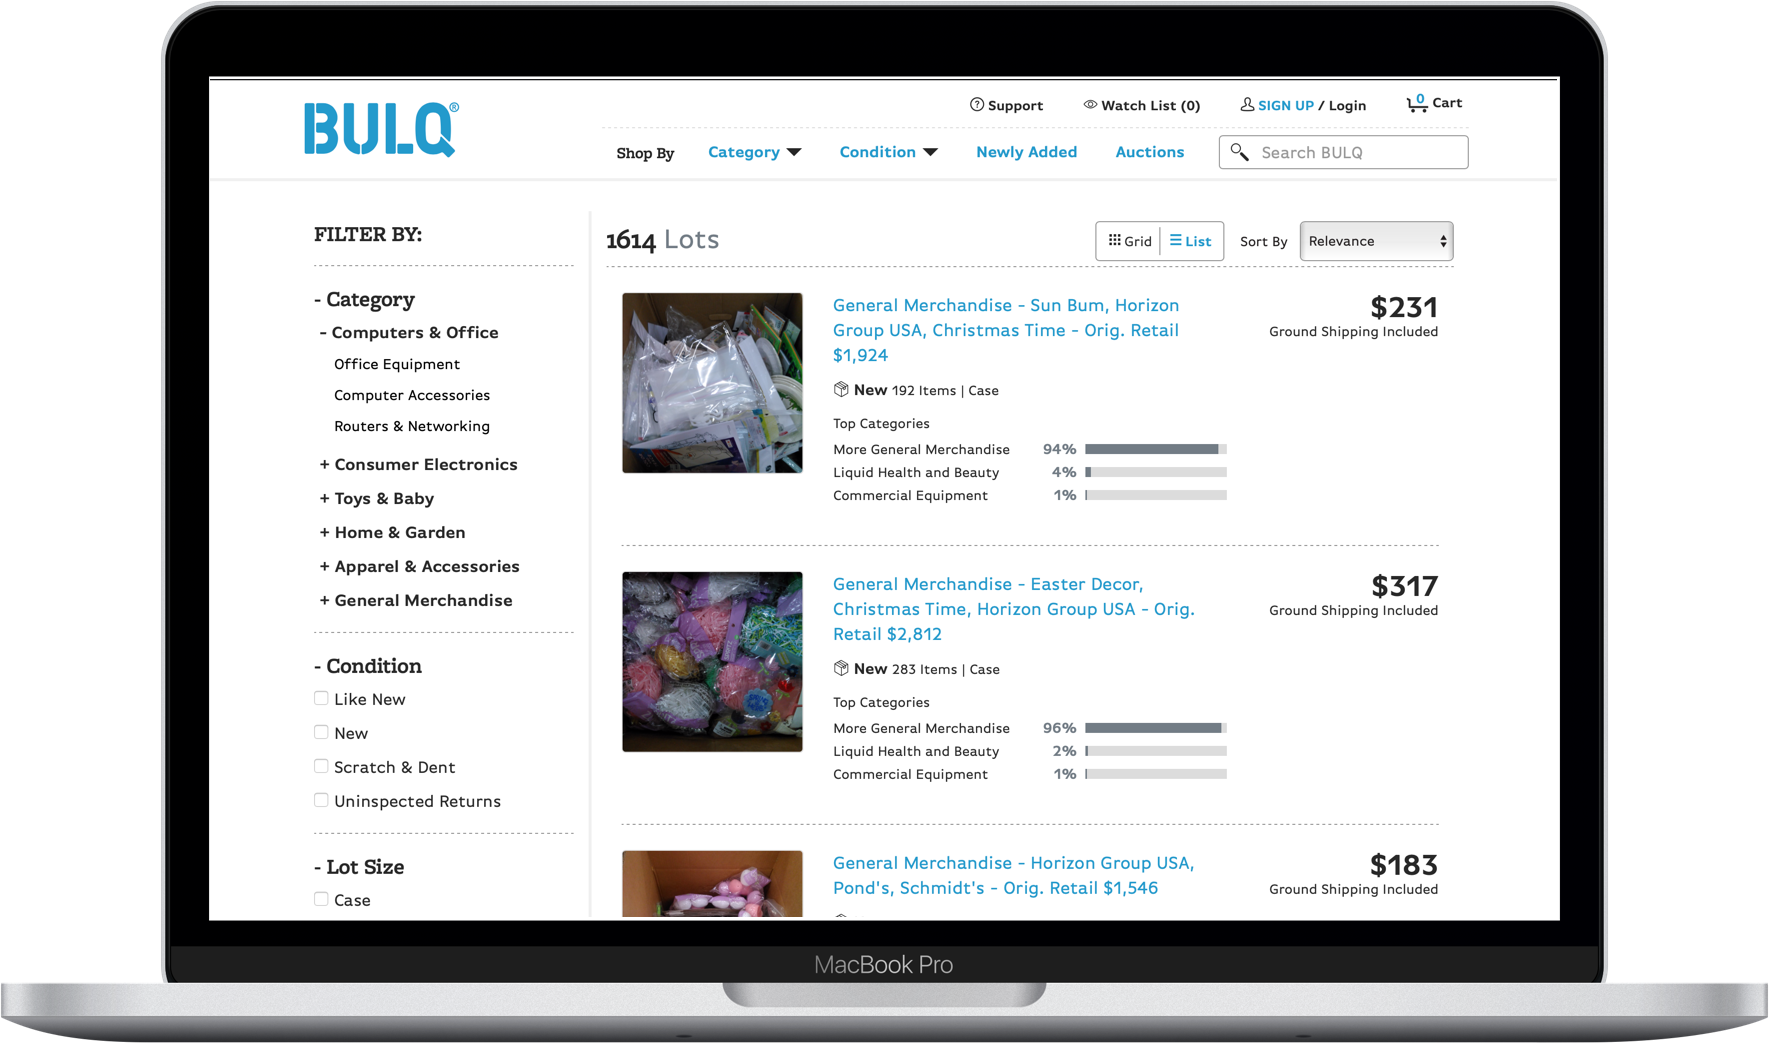 BULQ®
Support
Watch List (0)
SIGN UP / Login
0 Cart
Shop By
Category
Condition
Newly Added
Auctions
Search BULQ
FILTER BY:
- Category
- Computers & Office
Office Equipment
Computer Accessories
Routers & Networking
+ Consumer Electronics
+ Toys & Baby
+ Home & Garden
+ Apparel & Accessories
+ General Merchandise
- Condition
Like New
New
Scratch & Dent
Uninspected Returns
- Lot Size
Case
1614 Lots
Grid
List
Sort By
Relevance
General Merchandise - Sun Bum, Horizon
Group USA, Christmas Time - Orig. Retail
$1,924
$231
Ground Shipping Included
New 192 Items | Case
Top Categories
More General Merchandise 94%
Liquid Health and Beauty 4%
Commercial Equipment 1%
General Merchandise - Easter Decor,
Christmas Time, Horizon Group USA - Orig.
Retail $2,812
$317
Ground Shipping Included
New 283 Items | Case
Top Categories
More General Merchandise 96%
Liquid Health and Beauty 2%
Commercial Equipment 1%
General Merchandise - Horizon Group USA,
Pond's, Schmidt's - Orig. Retail $1,546
$183
Ground Shipping Included
MacBook Pro